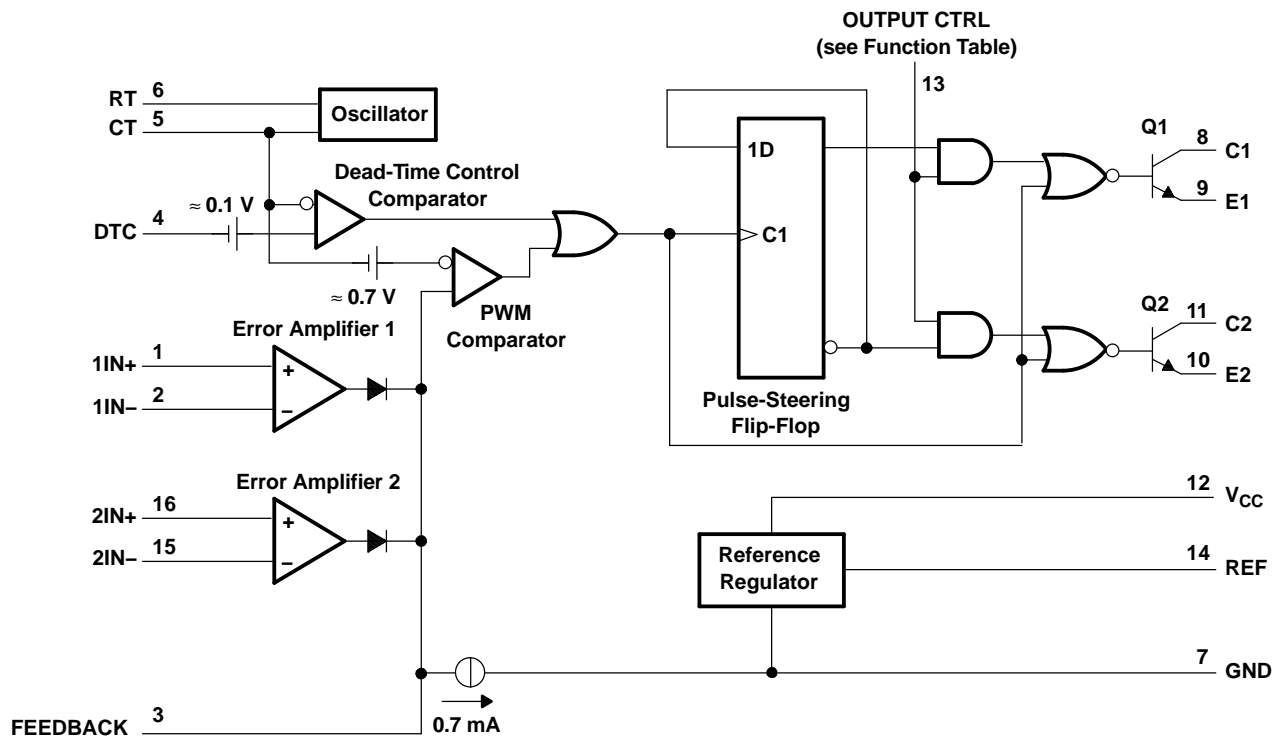 OUTPUT CTRL
(see Function Table)
13
RT 6
CT 5
Oscillator
Dead-Time Control
Comparator
≈ 0.1 V
DTC 4
≈ 0.7 V
PWM
Comparator
1D
C1
Pulse-Steering
Flip-Flop
Q1
8 C1
9 E1
Q2
11 C2
10 E2
Error Amplifier 1
1IN+ 1
+
1IN– 2
–
Error Amplifier 2
2IN+ 16
+
2IN– 15
–
12 VCC
Reference
Regulator
14 REF
7 GND
0.7 mA
FEEDBACK 3